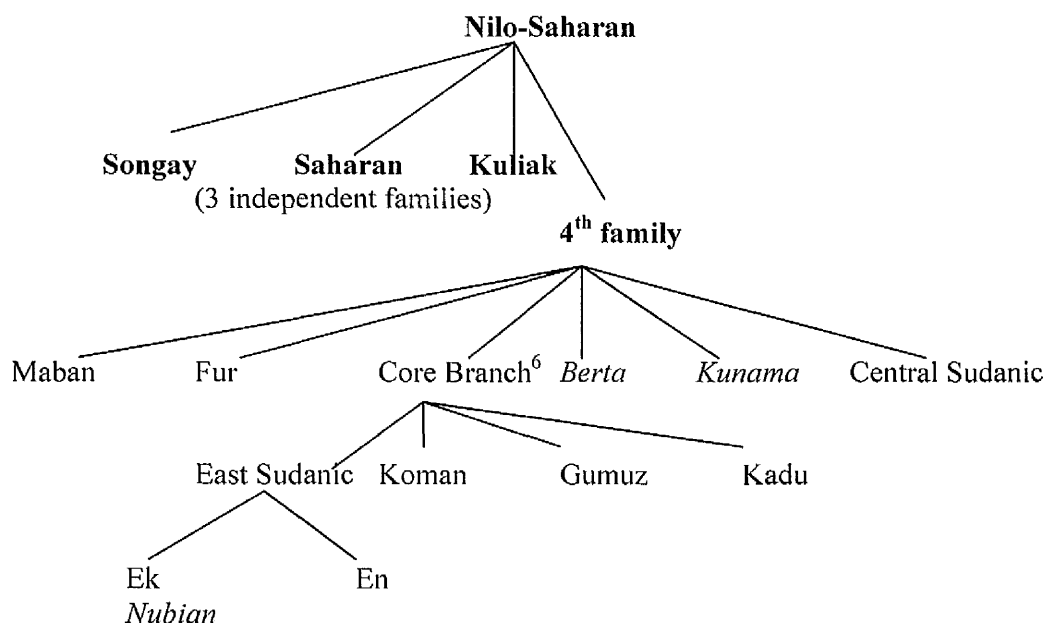 Nilo-Saharan
Songay Saharan Kuliak
(3 independent families)
4th family
Maban Fur Core Branch6 Berta Kunama Central Sudanic
East Sudanic Koman Gumuz Kadu
Ek En
Nubian